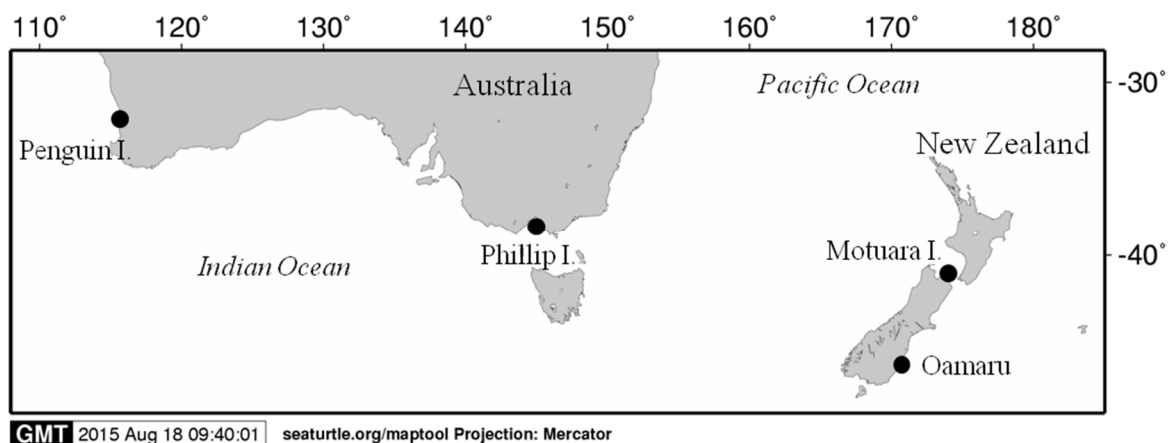 110° 120° 130° 140° 150° 160° 170° 180°
Australia
Pacific Ocean
-30°
Penguin I.
New Zealand
Phillip I.
Motuara I.
-40°
Indian Ocean
Oamaru
GMT 2015 Aug 18 09:40:01 seaturtle.org/maptool Projection: Mercator